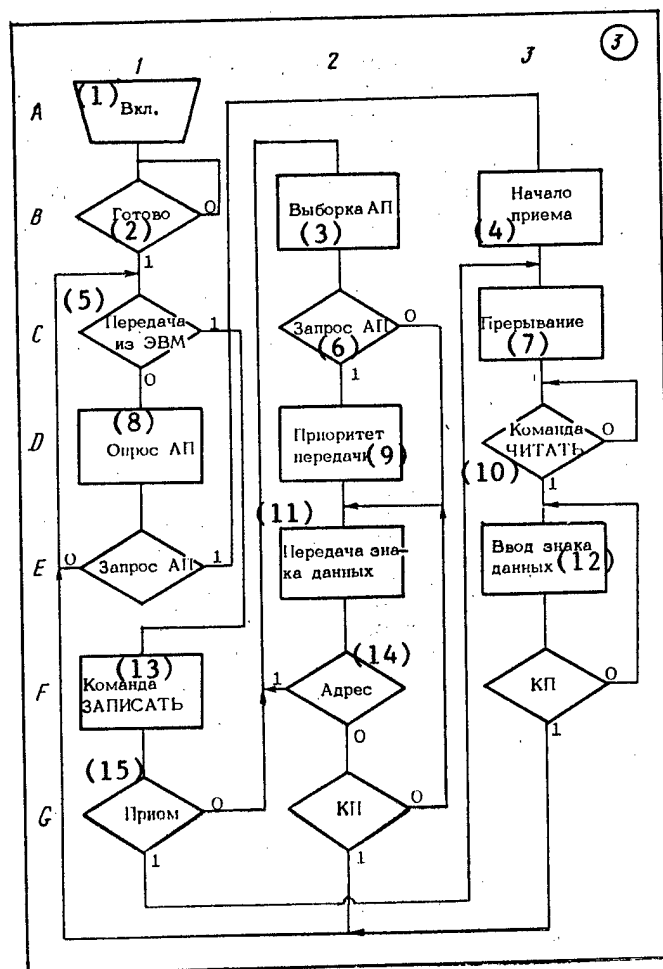 1 2 3 (3)
A
(1)
Вкл.
B
Готово
(2)
0
1
Выборка АП
(3)
Начало
приема
(4)
C
(5)
Передача
из ЭВМ
1
0
Запрос АП
(6)
0
1
Прерывание
(7)
D
(8)
Опрос АП
Приоритет
передачи (9)
Команда
ЧИТАТЬ
0
(10)
1
E
0
Запрос АП
1
(11)
Передача зна-
ка данных
Ввод знака
данных (12)
F
(13)
Команда
ЗАПИСАТЬ
(14)
1
Адрес
0
КП
0
1
G
(15)
Прием
0
1
КП
0
1